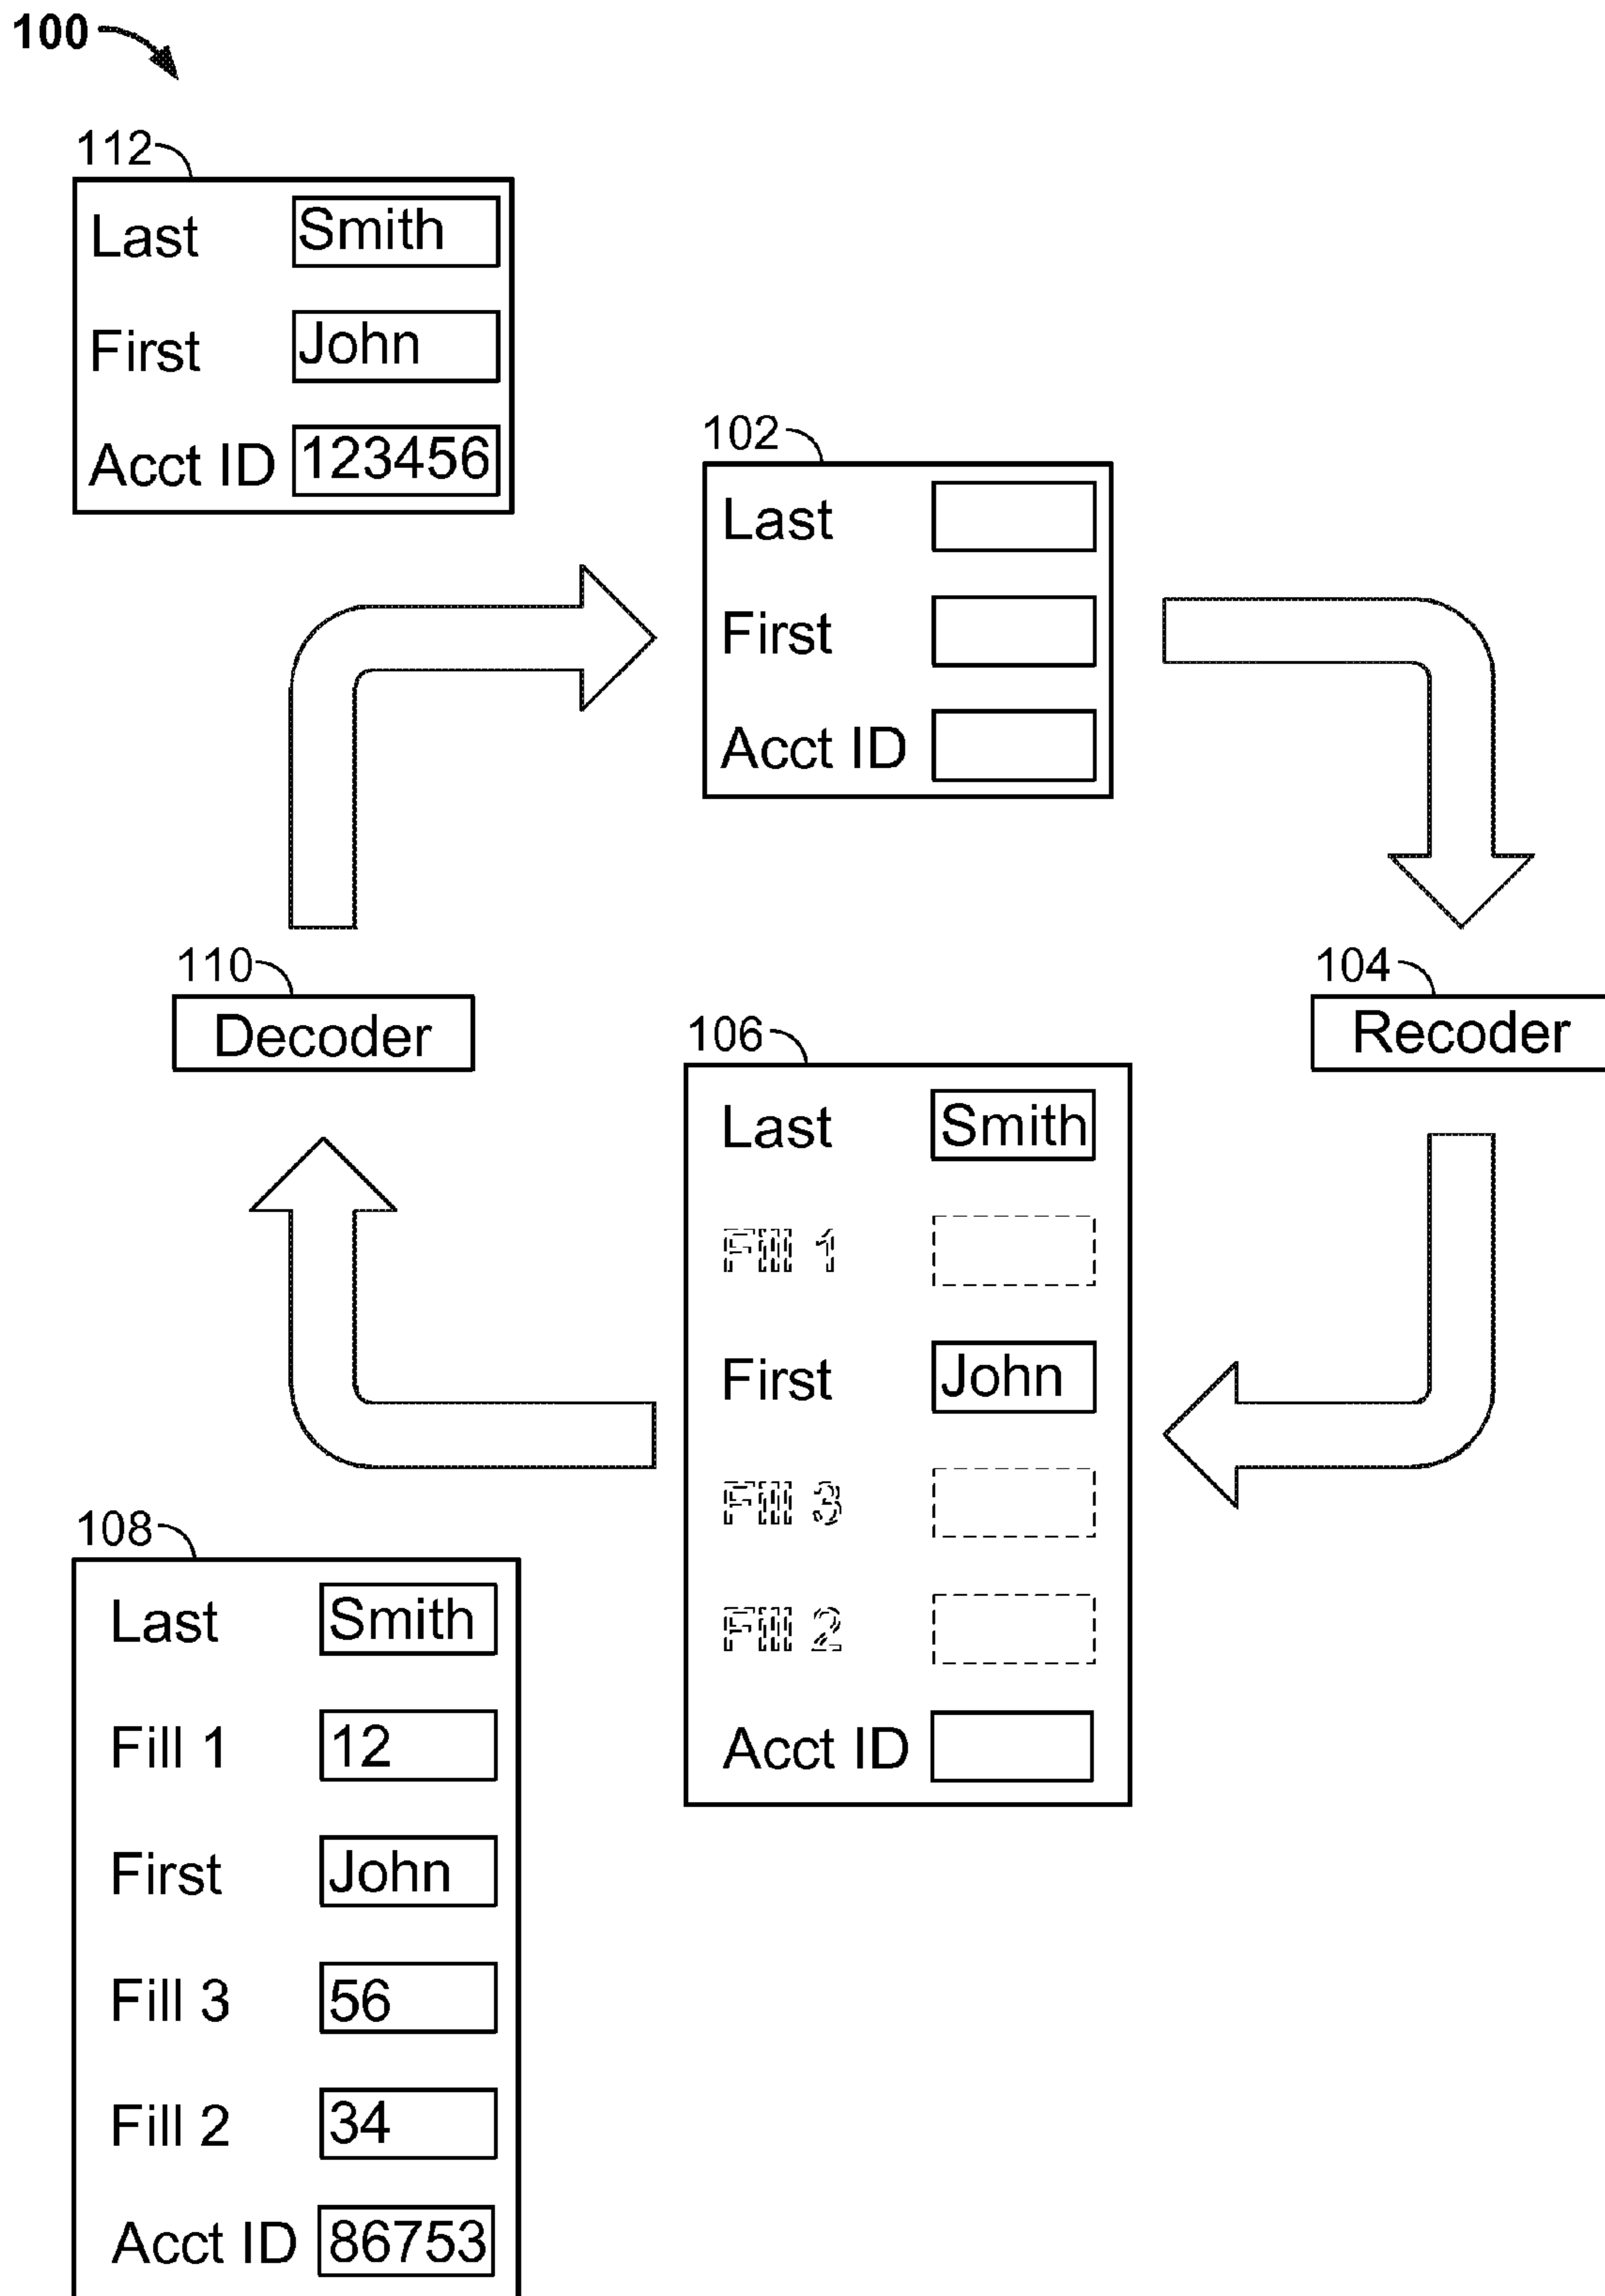 100
112
Last Smith
First John
Acct ID 123456
102
Last
First
Acct ID
110
Decoder
104
Recoder
106
Last Smith
Fill 1
First John
Fill 3
Fill 2
Acct ID
108
Last Smith
Fill 1 12
First John
Fill 3 56
Fill 2 34
Acct ID 86753